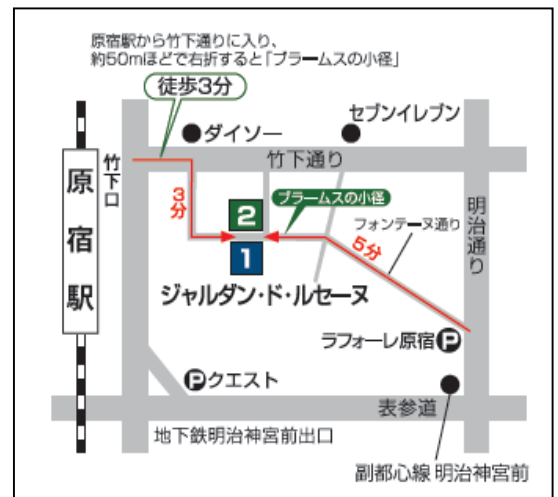 原宿駅から竹下通りに入り、
約50mほどで右折すると「ブラームスの小径」
徒歩3分
セブンイレブン
ダイソー
竹下口
竹下通り
原宿駅
3分
2
ブラームスの小径
フォンテーヌ通り
明治通り
1
5分
ジャルダン・ド・ルセーヌ
ラフォーレ原宿P
Pクエスト
表参道
地下鉄明治神宮前出口
副都心線 明治神宮前